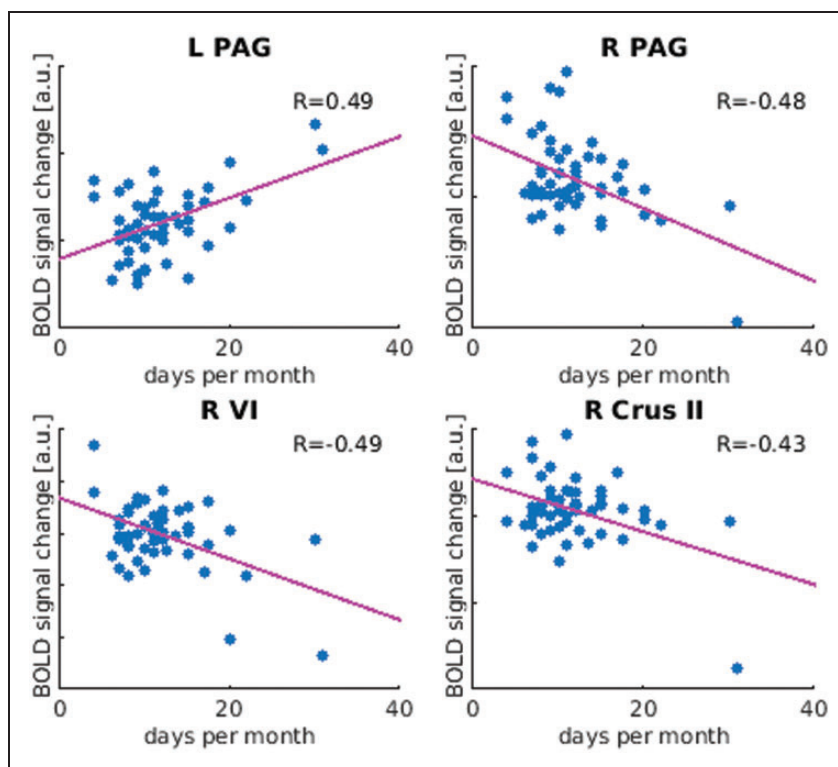 L PAG
R=0.49
BOLD signal change [a.u.]
0
20
40
days per month
R PAG
R=-0.48
BOLD signal change [a.u.]
0
20
40
days per month
R VI
R=-0.49
BOLD signal change [a.u.]
0
20
40
days per month
R Crus II
R=-0.43
BOLD signal change [a.u.]
0
20
40
days per month